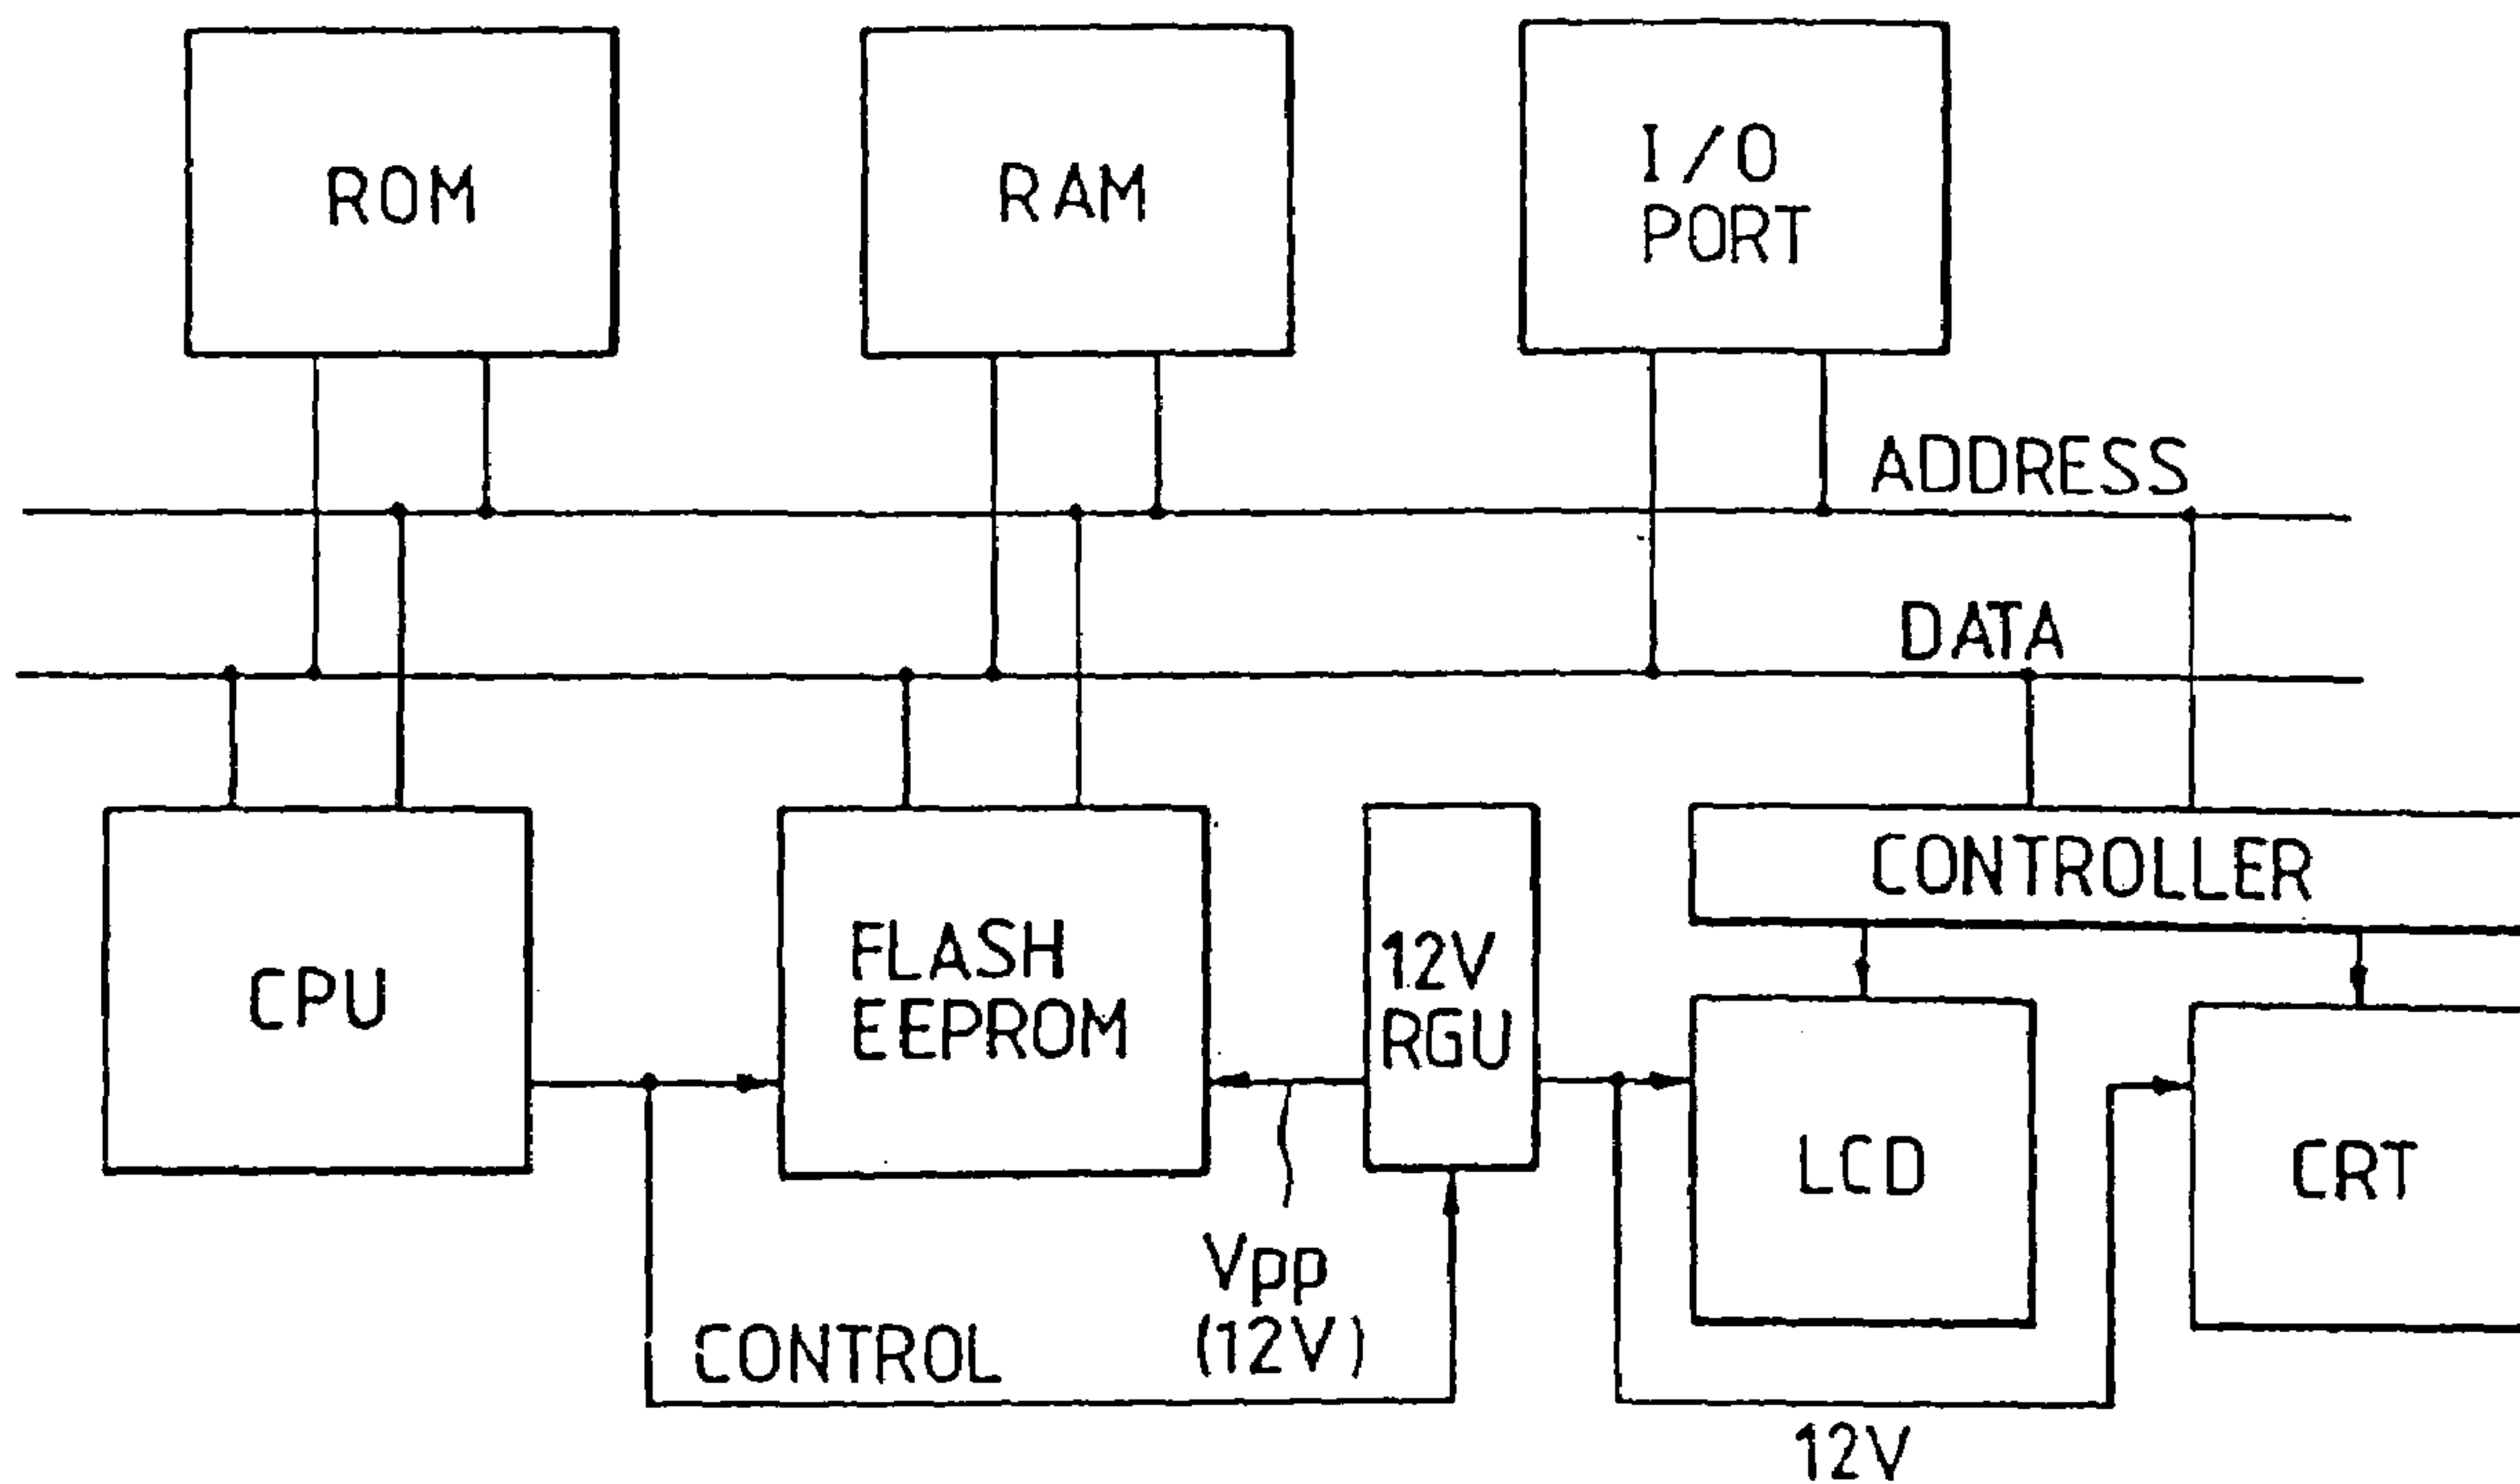 ROM
RAM
I/O
PORT
ADDRESS
DATA
CONTROLLER
CPU
FLASH
EEPROM
12V
RGU
LCD
CRT
Vpp
(12V)
CONTROL
12V